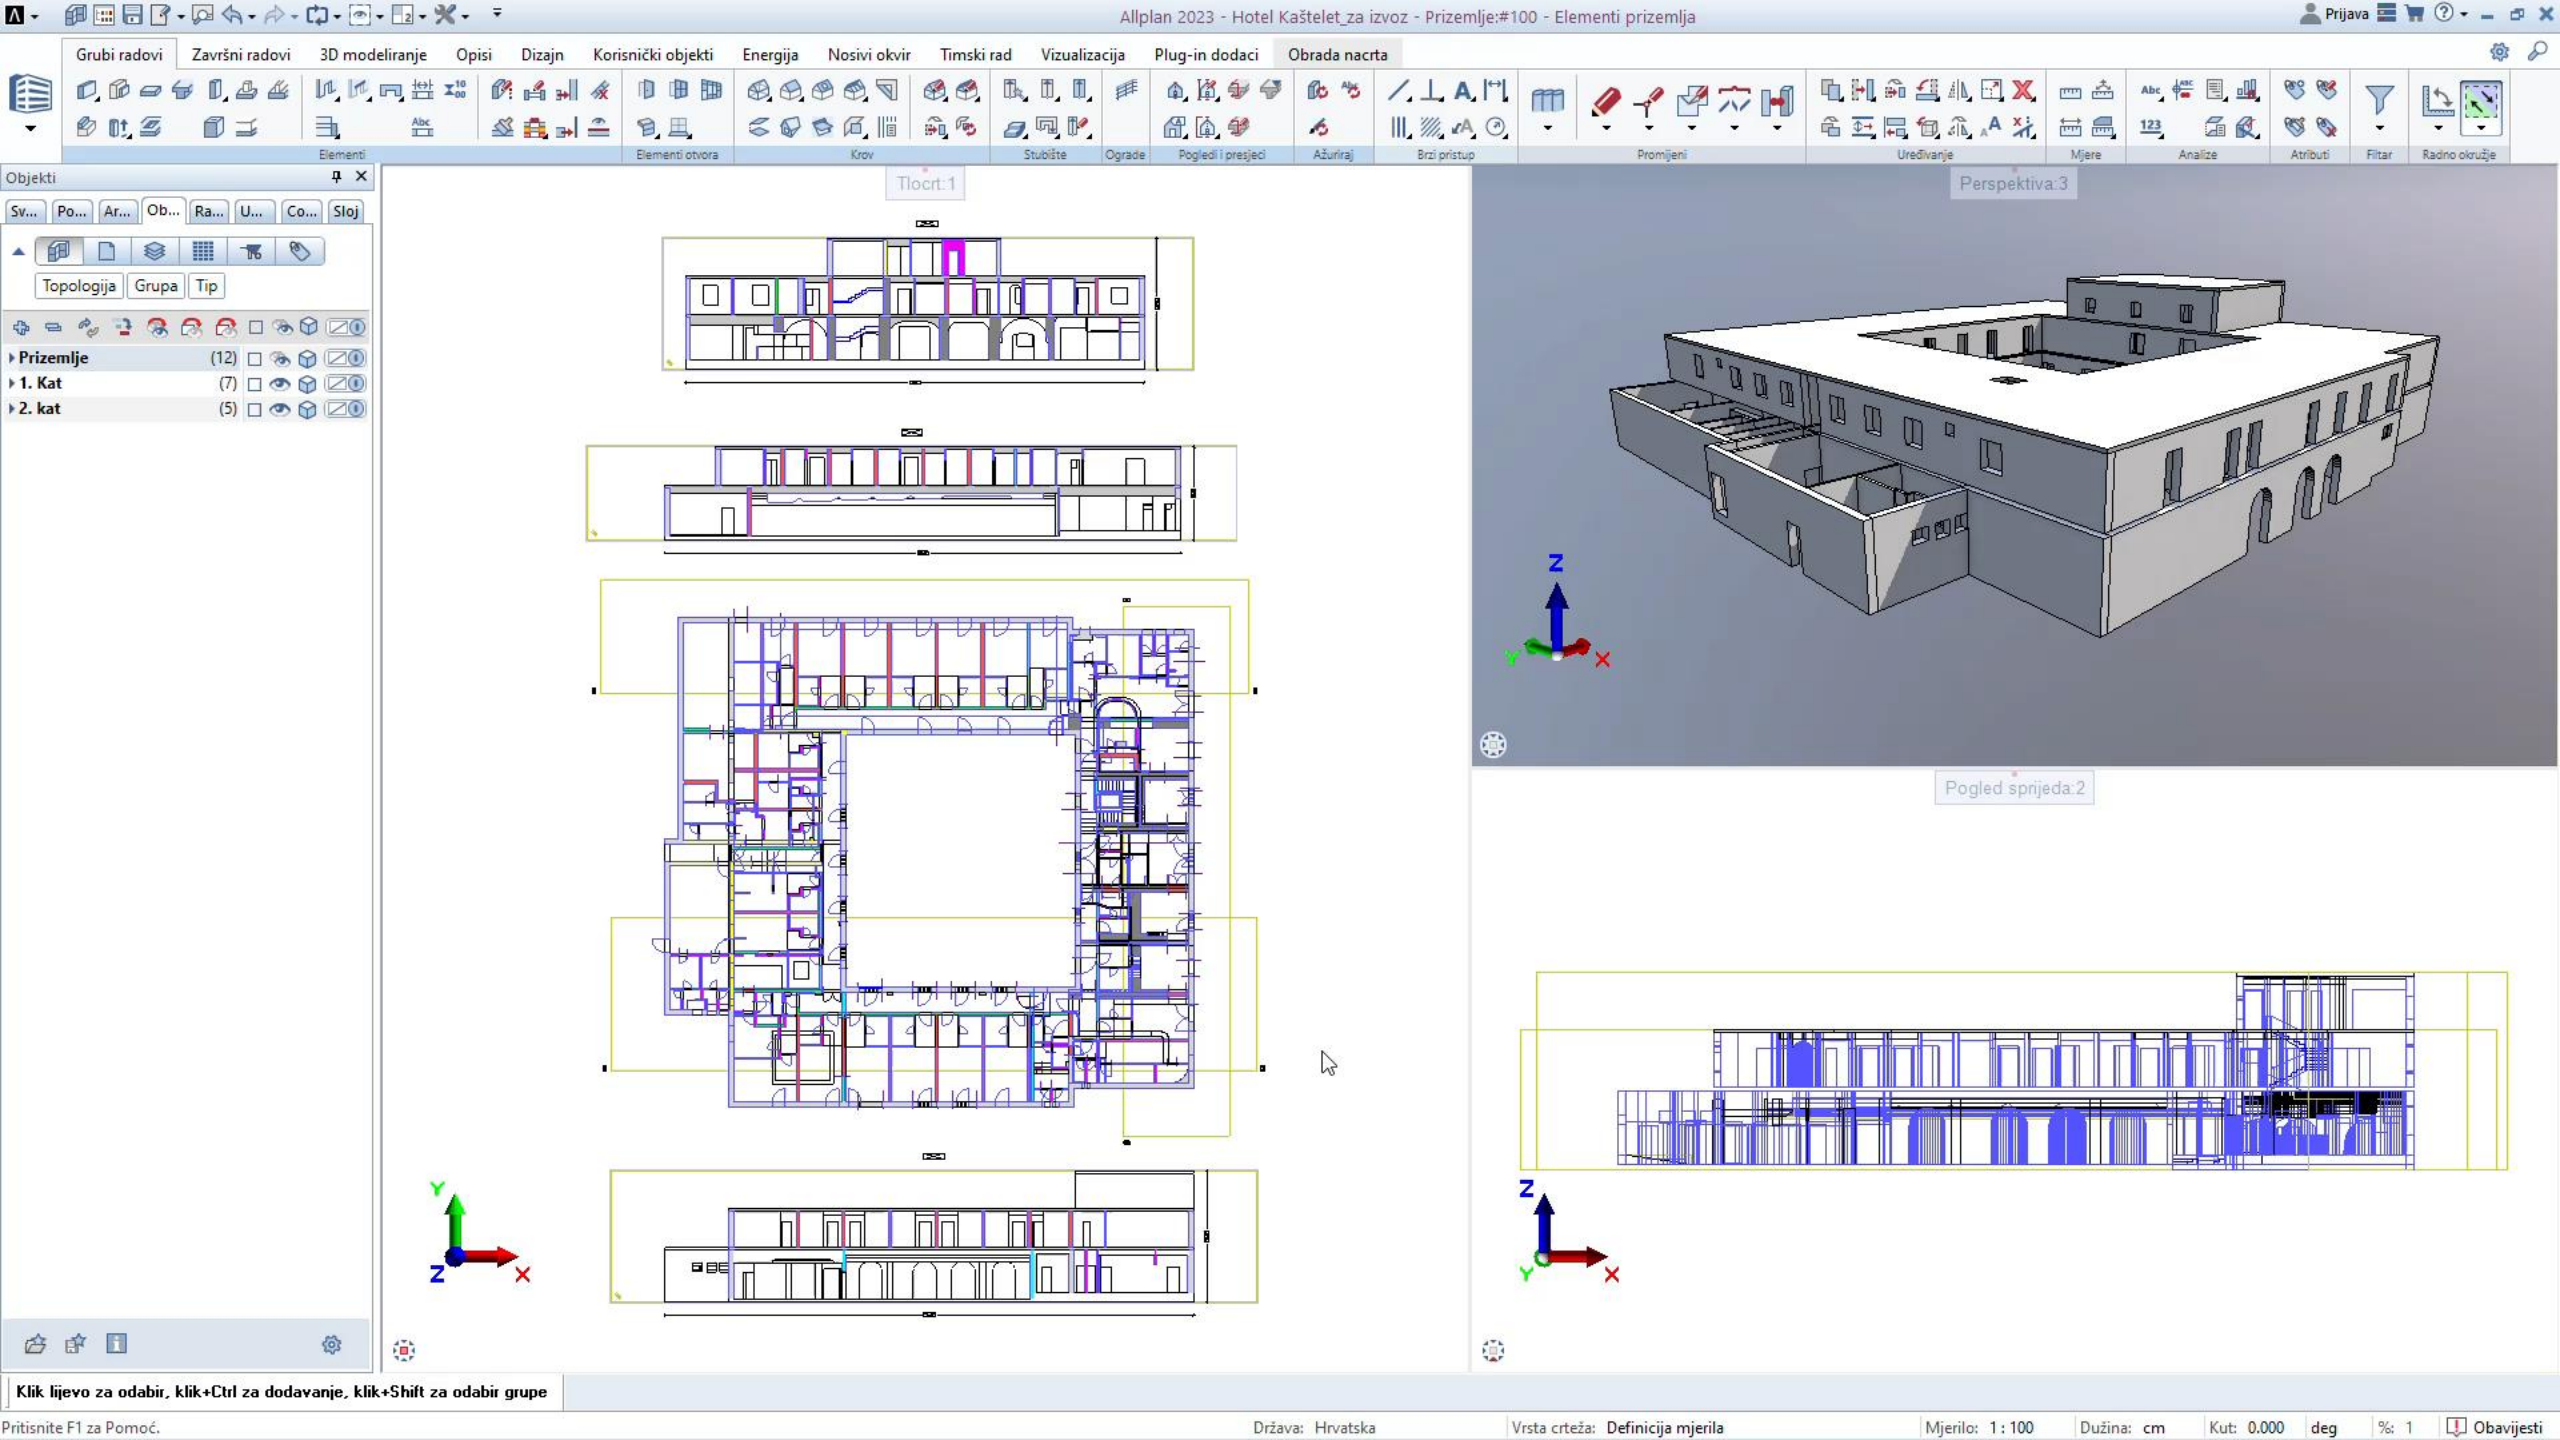 Allplan 2023 - Hotel Kaštelet_za izvoz - Prizemlje:#100 - Elementi prizemlja
Prijava
Grubi radovi Završni radovi 3D modeliranje Opisi Dizajn Korisnički objekti Energija Nosivi okvir Timski rad Vizualizacija Plug-in dodaci Obrada nacrta
Elementi Elementi otvora Krov Stubište Ograde Pogledi i presjeci Ažuriraj Brzi pristup Promijeni Uređivanje Mjere Analize Atributi Filtar Radno okružje
Objekti
Sv... Po... Ar... Ob... Ra... U... Co... Sloj
Topologija Grupa Tip
Prizemlje (12)
1. Kat (7)
2. kat (5)
Tlocrt:1
Perspektiva:3
Z
Y X
Pogled sprijeda:2
Y
Z X
Z
Y X
Klik lijevo za odabir, klik+Ctrl za dodavanje, klik+Shift za odabir grupe
Pritisnite F1 za Pomoć.
Država: Hrvatska Vrsta crteža: Definicija mjerila Mjerilo: 1 : 100 Dužina: cm Kut: 0.000 deg %: 1 Obavijesti